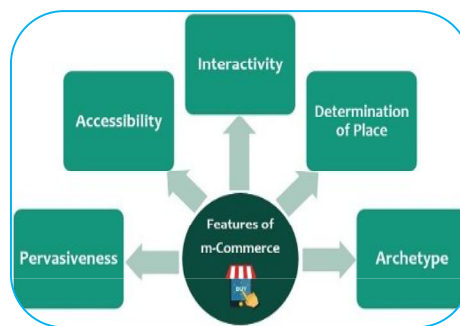 Interactivity
Accessibility
Determination
of Place
Pervasiveness
Features of
m-Commerce
BUY
Archetype